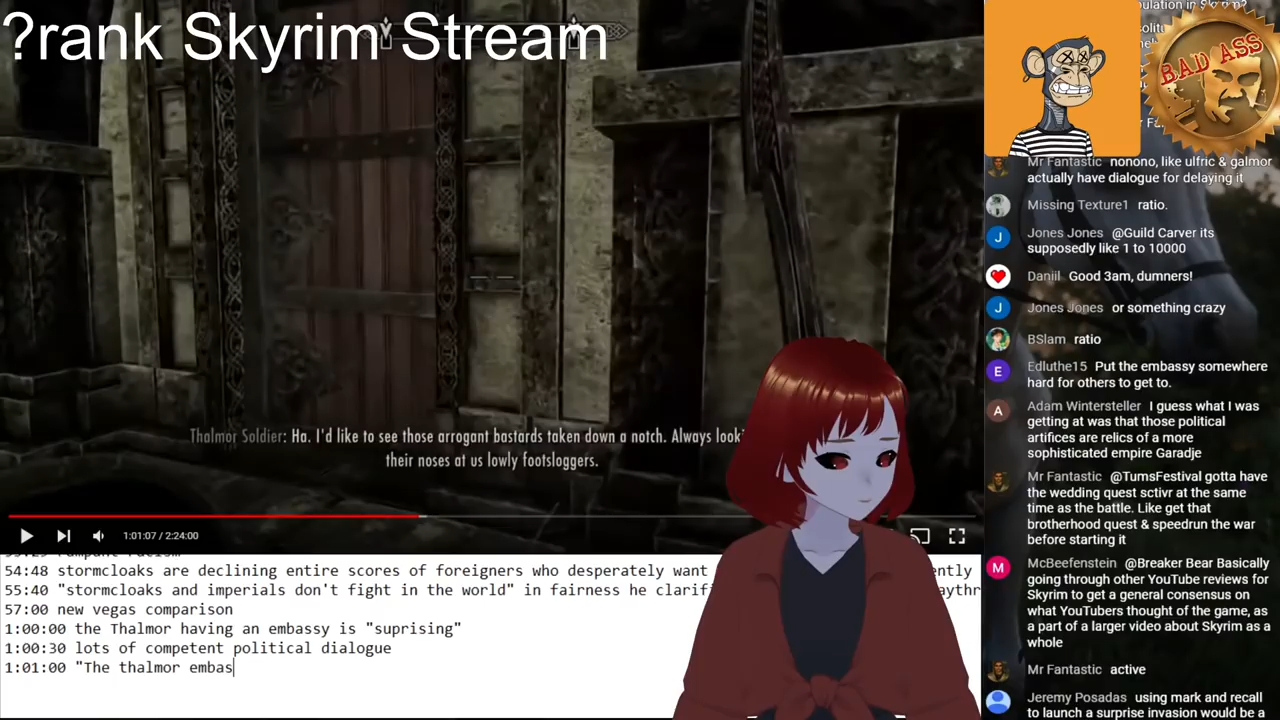 ?rank Skyrim Stream
Thalmor Soldier: Ha. I'd like to see those arrogant bastards taken down a notch. Always looki
their noses at us lowly footsloggers.
1:01:07 / 2:24:00
54:48 stormcloaks are declining entire scores of foreigners who desperately want
55:40 "stormcloaks and imperials don't fight in the world" in fairness he clarif
57:00 new vegas comparison
1:00:00 the Thalmor having an embassy is "suprising"
1:00:30 lots of competent political dialogue
1:01:00 "The thalmor embas
BAD ASS
Mr Fantastic nonono, like ulfric & galmor
actually have dialogue for delaying it
Missing Texture1 ratio.
Jones Jones @Guild Carver its
supposedly like 1 to 10000
Daniil Good 3am, dumners!
Jones Jones or something crazy
BSlam ratio
Edluthe15 Put the embassy somewhere
hard for others to get to.
Adam Wintersteller I guess what I was
getting at was that those political
artifices are relics of a more
sophisticated empire Garadje
Mr Fantastic @TumsFestival gotta have
the wedding quest sctivr at the same
time as the battle. Like get that
brotherhood quest & speedrun the war
before starting it
McBeefenstein @Breaker Bear Basically
going through other YouTube reviews for
Skyrim to get a general consensus on
what YouTubers thought of the game, as
a part of a larger video about Skyrim as a
whole
Mr Fantastic active
Jeremy Posadas using mark and recall
to launch a surprise invasion would be a